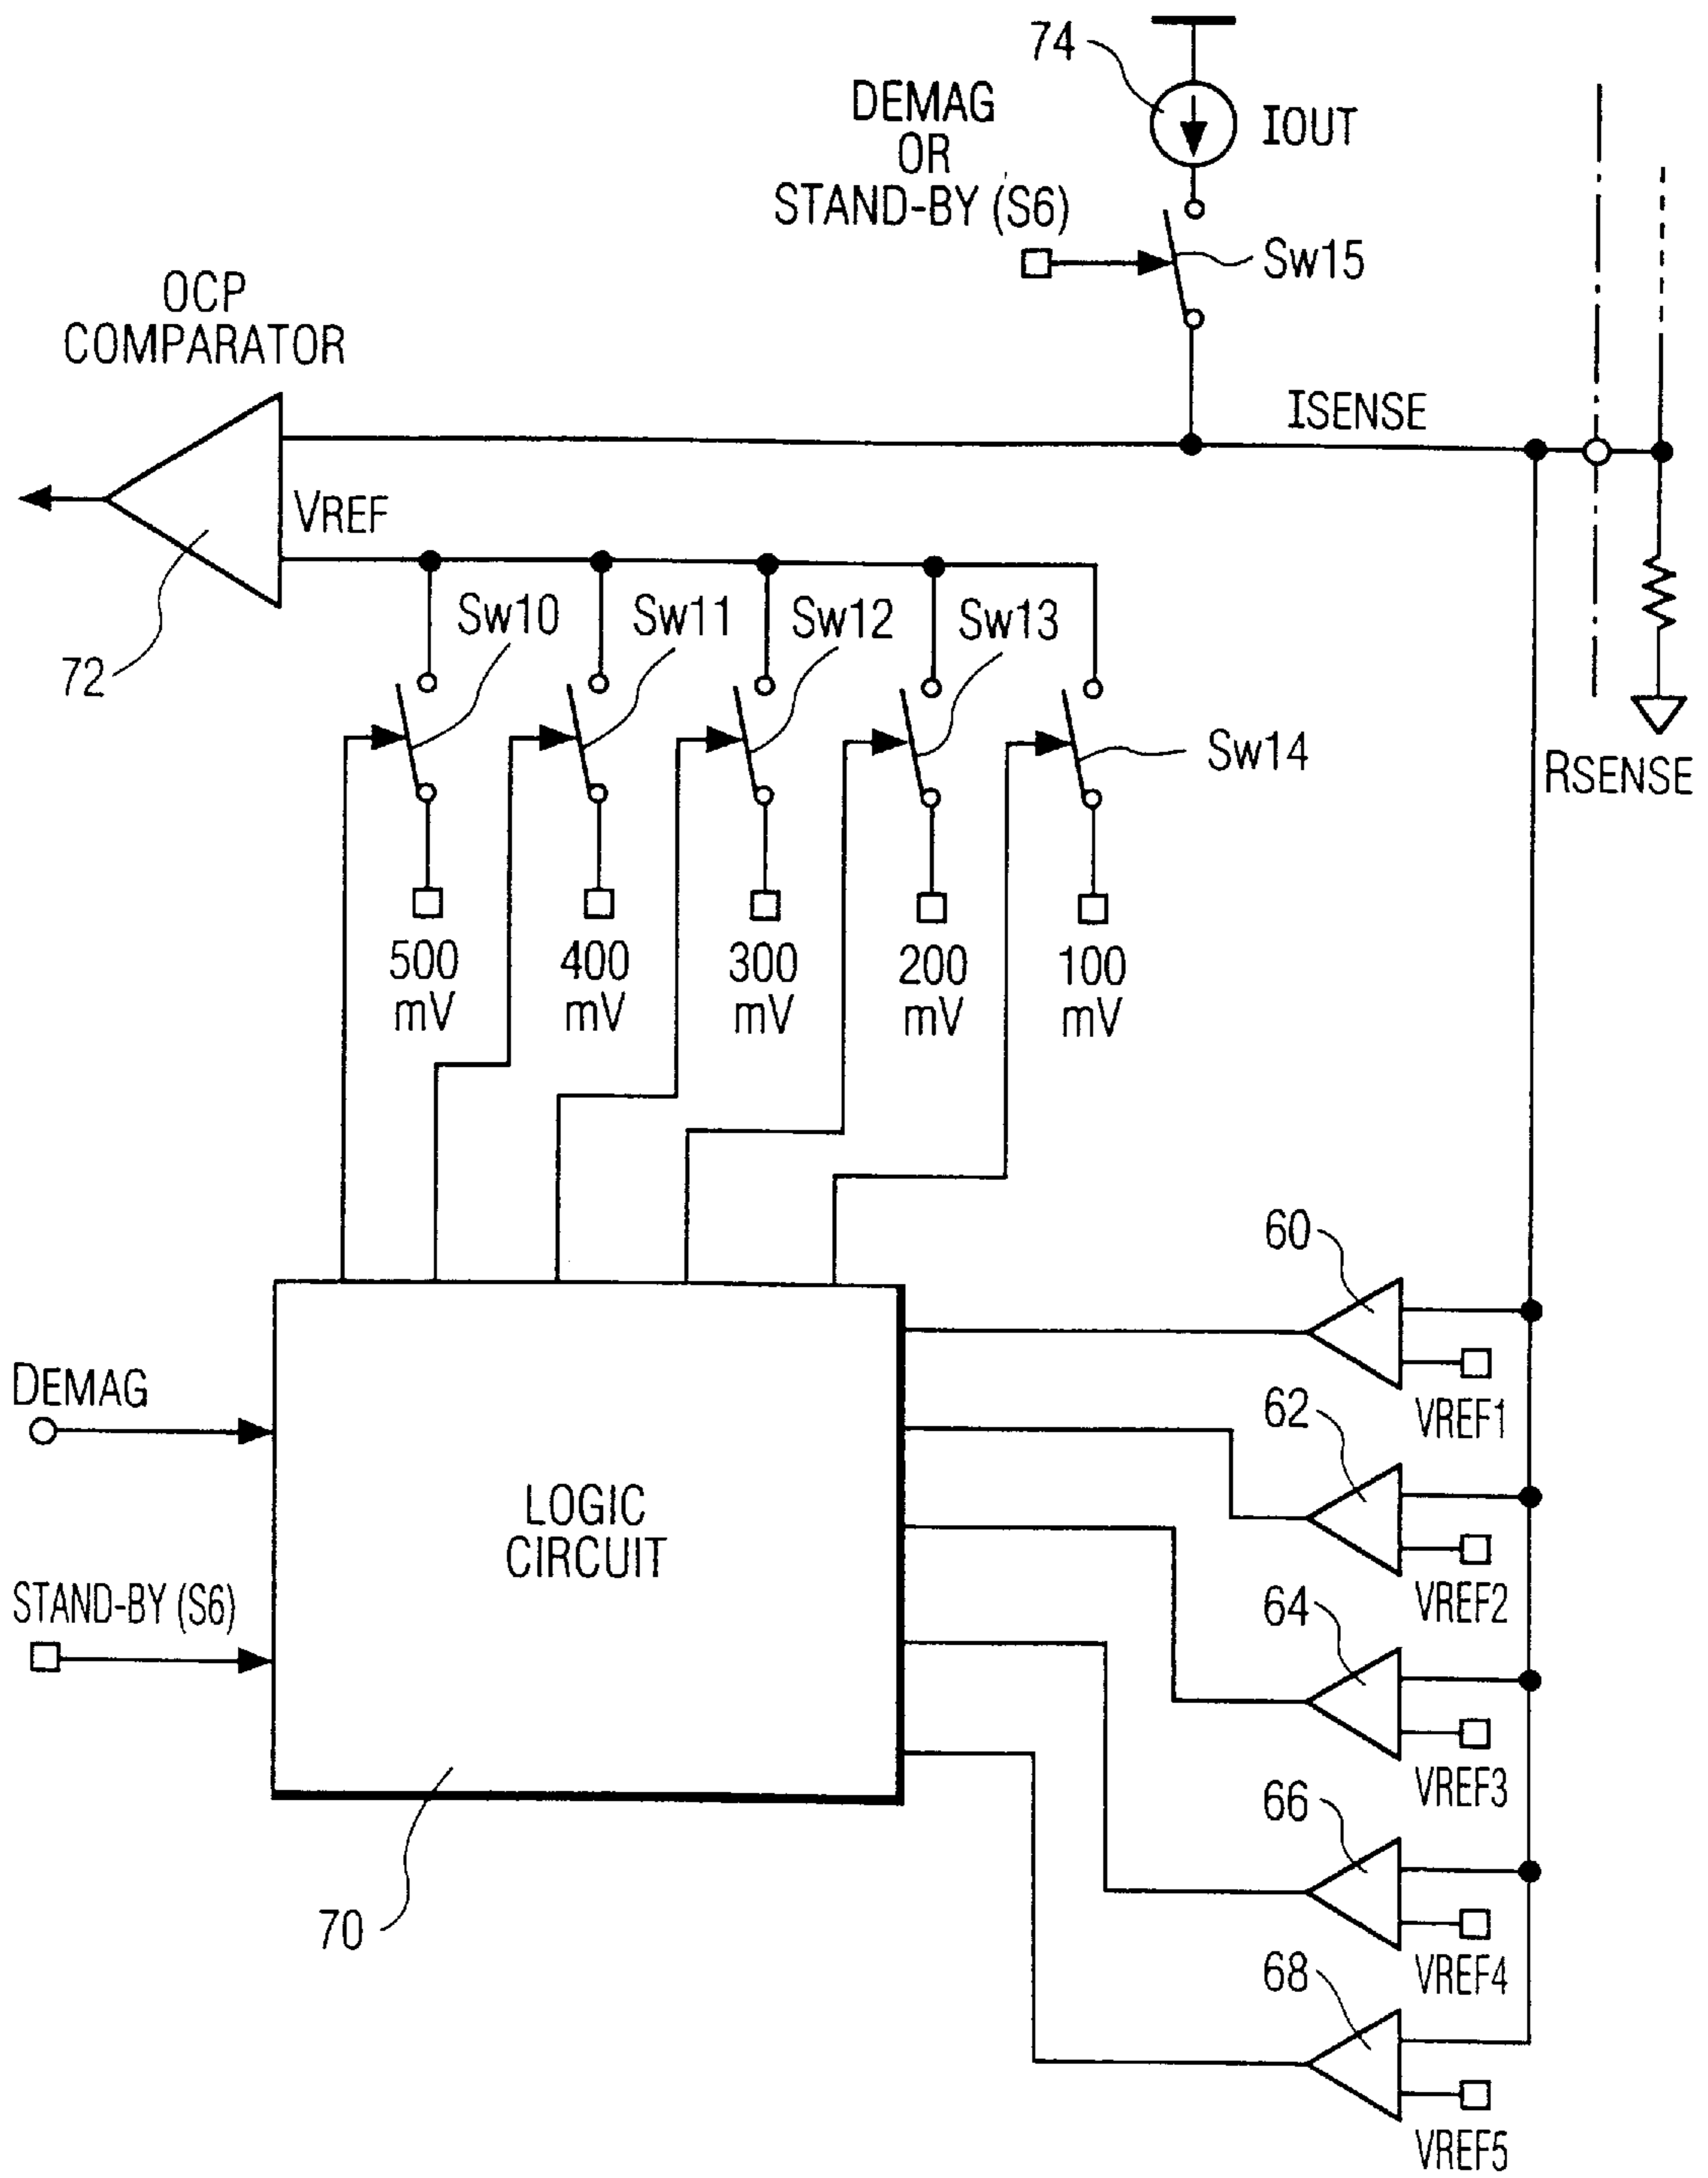 74
DEMAG
OR
STAND-BY (S6)
IOUT
Sw15
OCP
COMPARATOR
ISENSE
VREF
72
Sw10
Sw11
Sw12
Sw13
Sw14
RSENSE
500
mV
400
mV
300
mV
200
mV
100
mV
60
VREF1
DEMAG
62
VREF2
LOGIC
CIRCUIT
STAND-BY (S6)
64
VREF3
66
VREF4
70
68
VREF5